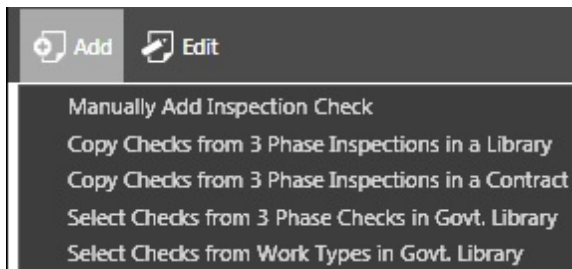 Add Edit
Manually Add Inspection Check
Copy Checks from 3 Phase Inspections in a Library
Copy Checks from 3 Phase Inspections in a Contract
Select Checks from 3 Phase Checks in Govt. Library
Select Checks from Work Types in Govt. Library